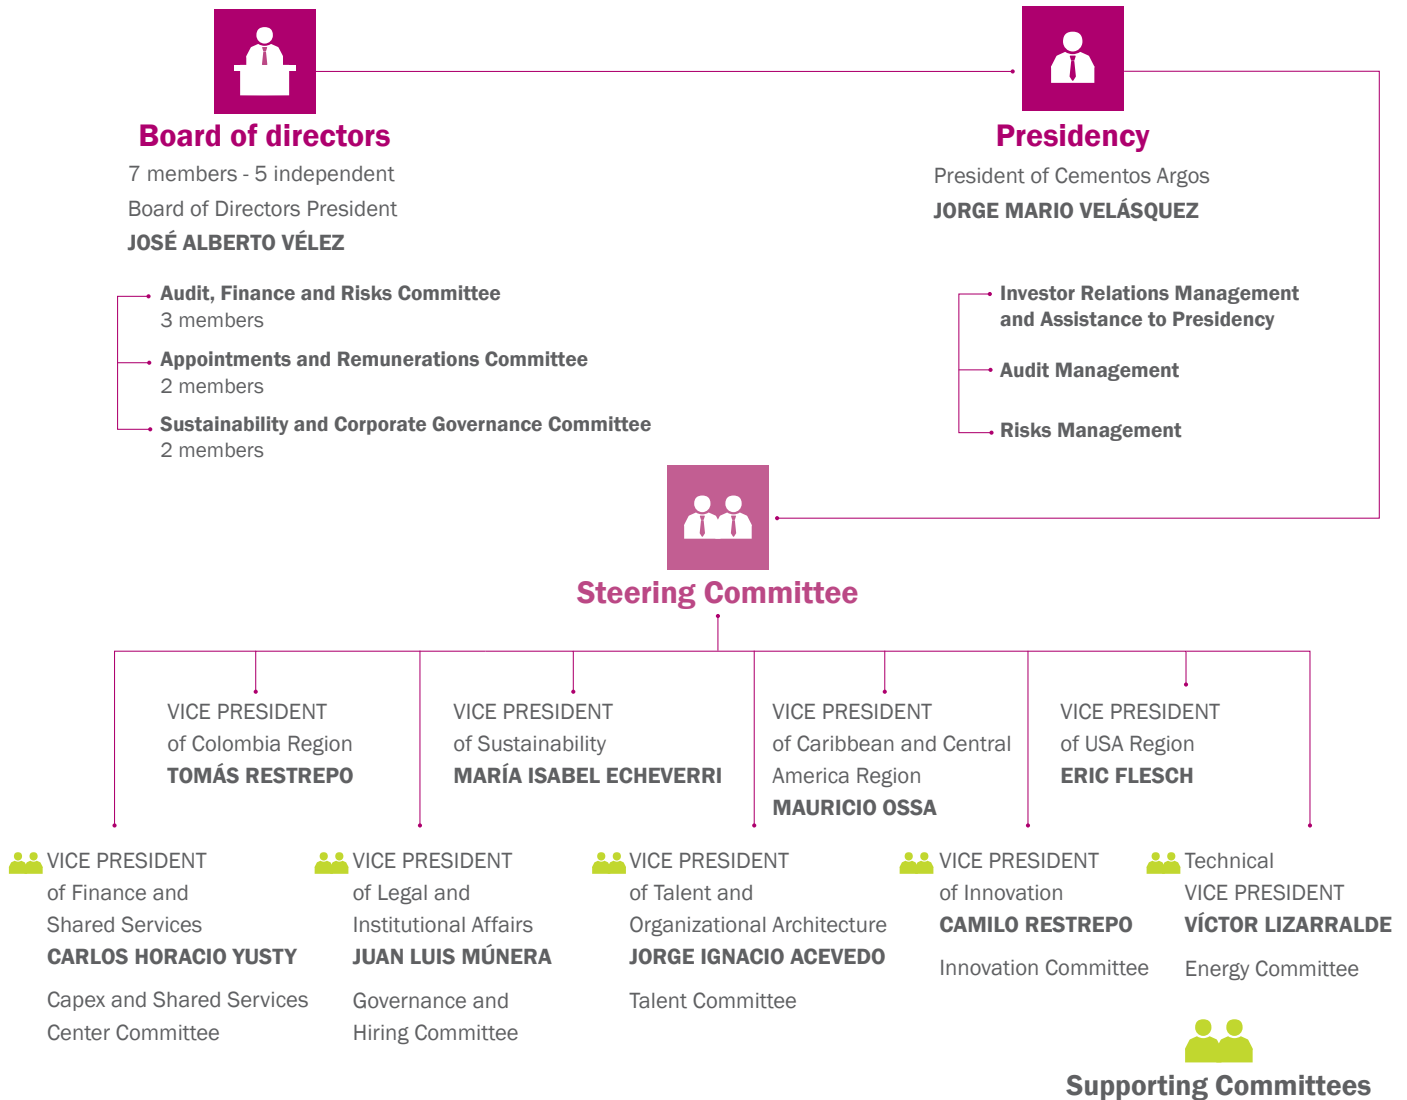 Board of directors
7 members - 5 independent
Board of Directors President
JOSÉ ALBERTO VÉLEZ
Audit, Finance and Risks Committee
3 members
Appointments and Remunerations Committee
2 members
Sustainability and Corporate Governance Committee
2 members
Presidency
President of Cementos Argos
JORGE MARIO VELÁSQUEZ
Investor Relations Management
and Assistance to Presidency
Audit Management
Risks Management
Steering Committee
VICE PRESIDENT
of Colombia Region
TOMÁS RESTREPO
VICE PRESIDENT
of Sustainability
MARÍA ISABEL ECHEVERRI
VICE PRESIDENT
of Caribbean and Central
America Region
MAURICIO OSSA
VICE PRESIDENT
of USA Region
ERIC FLESCH
VICE PRESIDENT
of Finance and
Shared Services
CARLOS HORACIO YUSTY
Capex and Shared Services
Center Committee
VICE PRESIDENT
of Legal and
Institutional Affairs
JUAN LUIS MÚNERA
Governance and
Hiring Committee
VICE PRESIDENT
of Talent and
Organizational Architecture
JORGE IGNACIO ACEVEDO
Talent Committee
VICE PRESIDENT
of Innovation
CAMILO RESTREPO
Innovation Committee
Technical
VICE PRESIDENT
VÍCTOR LIZARRALDE
Energy Committee
Supporting Committees